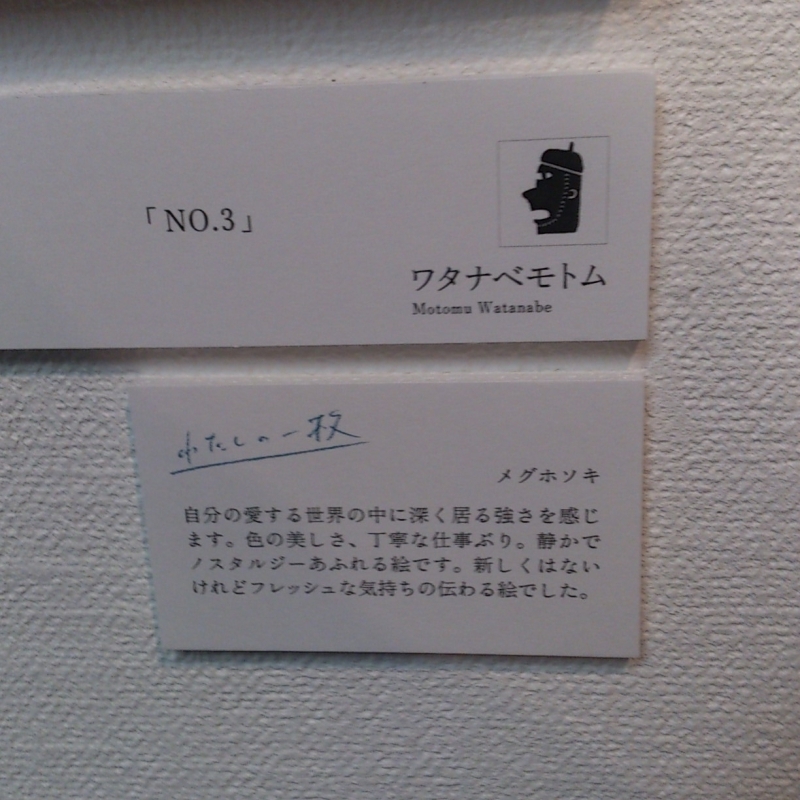 「NO.3」
ワタナベモトム
Motomu Watanabe
わたしの一枚
メグホソキ
自分の愛する世界の中に深く居る強さを感じ
ます。色の美しさ、丁寧な仕事ぶり。静かで
ノスタルジーあふれる絵です。新しくはない
けれどフレッシュな気持ちの伝わる絵でした。